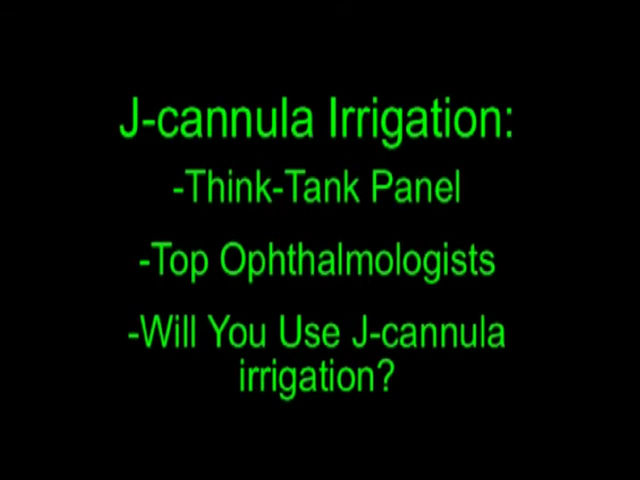 J-cannula Irrigation:
-Think-Tank Panel
-Top Ophthalmologists
-Will You Use J-cannula
irrigation?